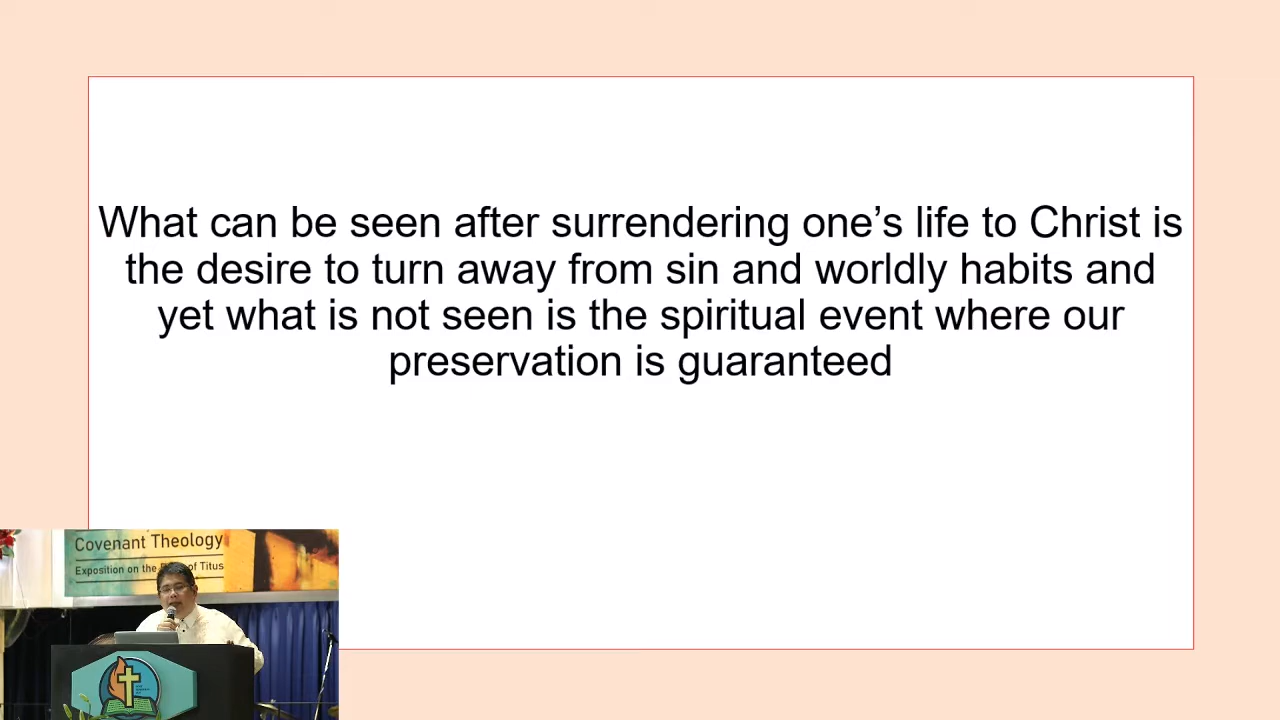 What can be seen after surrendering one’s life to Christ is
the desire to turn away from sin and worldly habits and
yet what is not seen is the spiritual event where our
preservation is guaranteed
Covenant Theology
Exposition on the of Titus